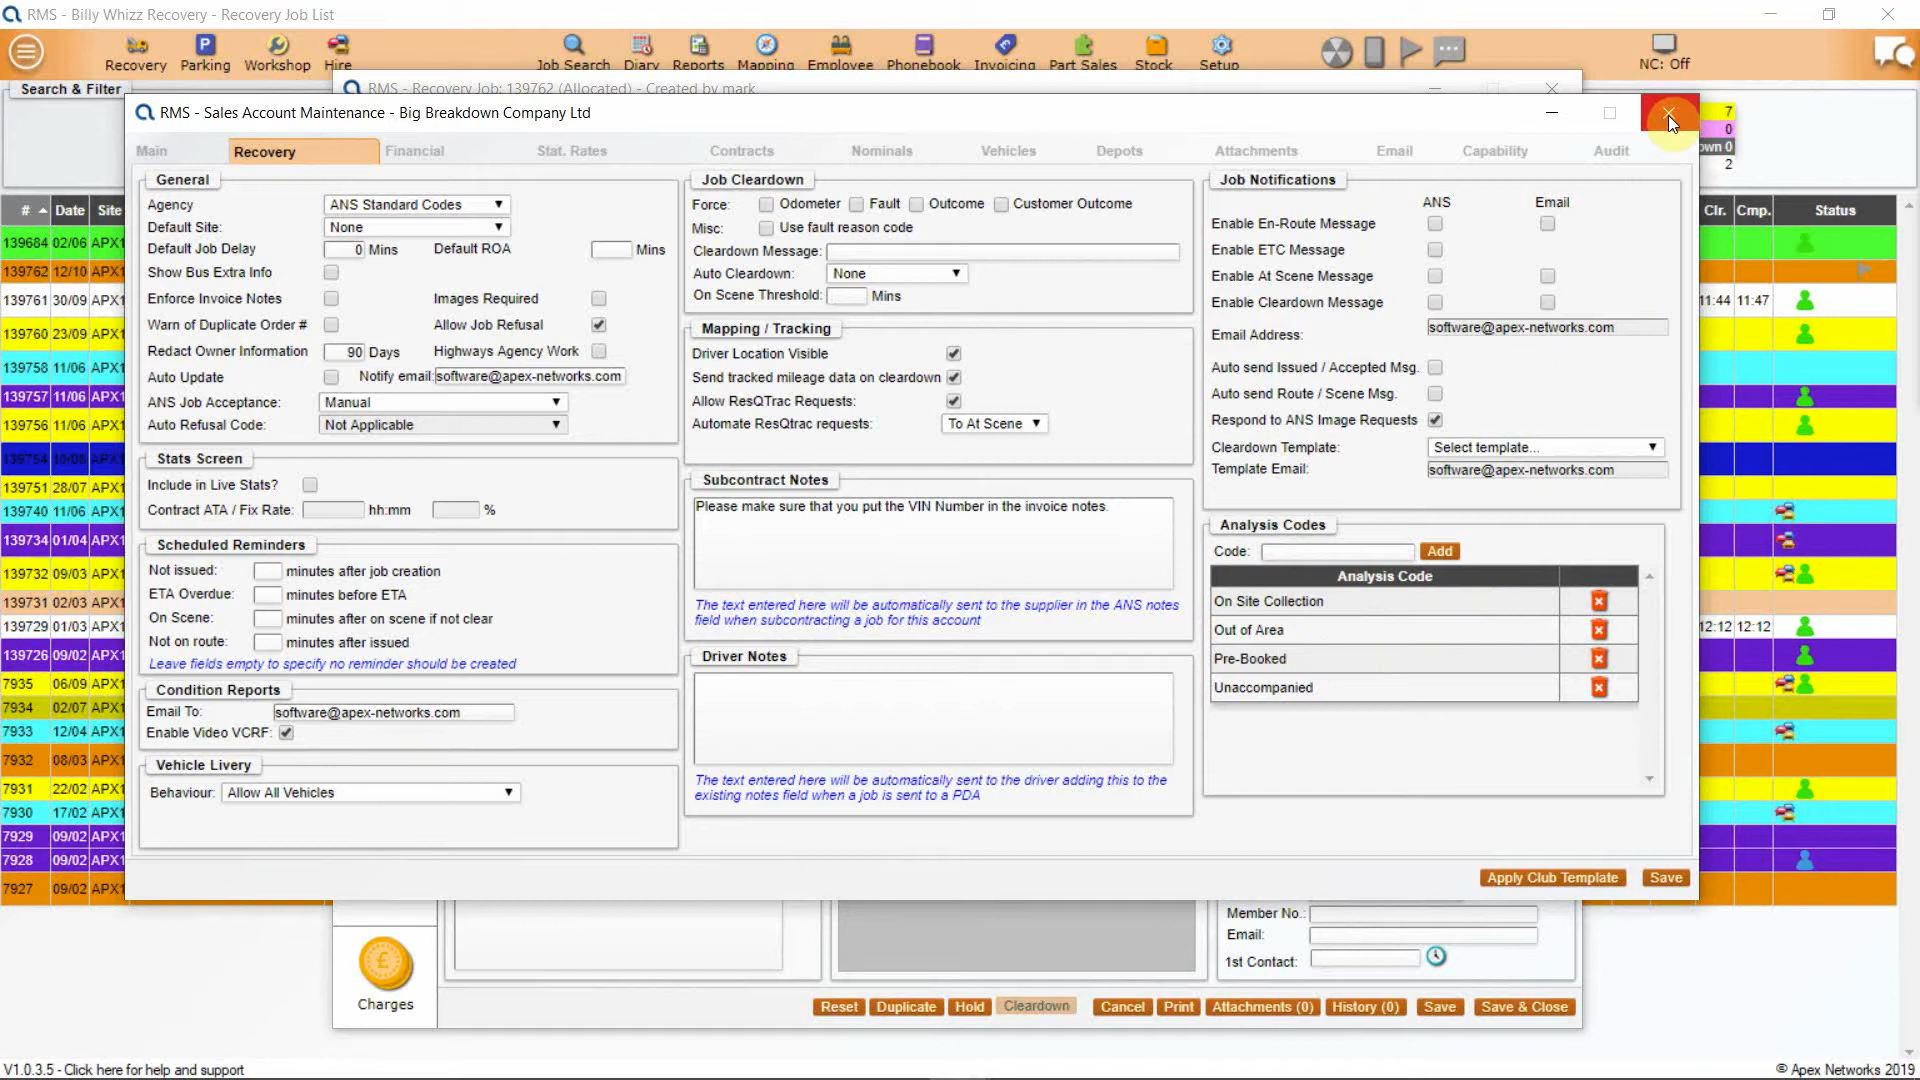 RMS - Billy Whizz Recovery - Recovery Job List
Recovery Parking Workshop Hire Job Search Diary Reports Mapping Employee Phonebook Invoicing Part Sales Stock Setup NC: Off
Search & Filter
RMS - Recovery Job: 139762 (Allocated) - Created by mark
RMS - Sales Account Maintenance - Big Breakdown Company Ltd
Main Recovery Financial Stat. Rates Contracts Nominals Vehicles Depots Attachments Email Capability Audit
General
Agency ANS Standard Codes
Default Site: None
Default Job Delay 0 Mins Default ROA Mins
Show Bus Extra Info
Enforce Invoice Notes Images Required
Warn of Duplicate Order # Allow Job Refusal
Redact Owner Information 90 Days Highways Agency Work
Auto Update Notify email: software@apex-networks.com
ANS Job Acceptance: Manual
Auto Refusal Code: Not Applicable
Stats Screen
Include in Live Stats?
Contract ATA / Fix Rate: hh:mm %
Scheduled Reminders
Not issued: minutes after job creation
ETA Overdue: minutes before ETA
On Scene: minutes after on scene if not clear
Not on route: minutes after issued
Leave fields empty to specify no reminder should be created
Condition Reports
Email To: software@apex-networks.com
Enable Video VCRF:
Vehicle Livery
Behaviour: Allow All Vehicles
Job Cleardown
Force: Odometer Fault Outcome Customer Outcome
Misc: Use fault reason code
Cleardown Message:
Auto Cleardown: None
On Scene Threshold: Mins
Mapping / Tracking
Driver Location Visible
Send tracked mileage data on cleardown
Allow ResQTrac Requests:
Automate ResQtrac requests: To At Scene
Subcontract Notes
Please make sure that you put the VIN Number in the invoice notes.
The text entered here will be automatically sent to the supplier in the ANS notes
field when subcontracting a job for this account
Driver Notes
The text entered here will be automatically sent to the driver adding this to the
existing notes field when a job is sent to a PDA
Job Notifications
ANS Email
Enable En-Route Message
Enable ETC Message
Enable At Scene Message
Enable Cleardown Message
Email Address: software@apex-networks.com
Auto send Issued / Accepted Msg.
Auto send Route / Scene Msg.
Respond to ANS Image Requests
Cleardown Template: Select template...
Template Email: software@apex-networks.com
Analysis Codes
Code: Add
Analysis Code
On Site Collection
Out of Area
Pre-Booked
Unaccompanied
Apply Club Template Save
7
0
own 0
2
# Date Site Clr. Cmp. Status
139684 02/06 APX1
139762 12/10 APX1
139761 30/09 APX1 11:44 11:47
139760 23/09 APX1
139758 11/06 APX1
139757 11/06 APX1
139756 11/06 APX1
139754 10/06 APX1
139751 28/07 APX1
139740 11/06 APX1
139734 01/04 APX1
139732 09/03 APX1
139731 02/03 APX1
139729 01/03 APX1 12:12 12:12
139726 09/02 APX1
7935 06/09 APX1
7934 02/07 APX1
7933 12/04 APX1
7932 08/03 APX1
7931 22/02 APX1
7930 17/02 APX1
7929 09/02 APX1
7928 09/02 APX1
7927 09/02 APX1
Member No.:
Email:
1st Contact:
£
Charges
Reset Duplicate Hold Cleardown Cancel Print Attachments (0) History (0) Save Save & Close
V1.0.3.5 - Click here for help and support
© Apex Networks 2019